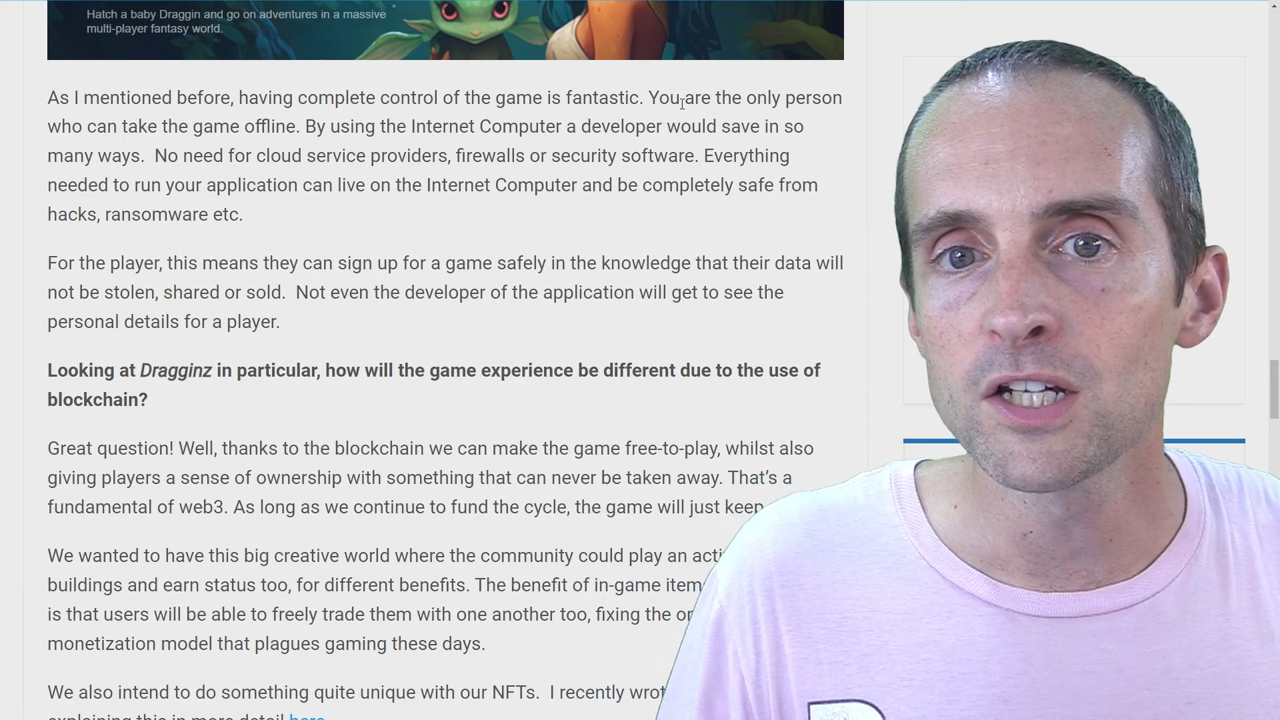 Hatch a baby Draggin and go on adventures in a massive
multi-player fantasy world.
As I mentioned before, having complete control of the game is fantastic. You are the only person
who can take the game offline. By using the Internet Computer a developer would save in so
many ways.  No need for cloud service providers, firewalls or security software. Everything
needed to run your application can live on the Internet Computer and be completely safe from
hacks, ransomware etc.
For the player, this means they can sign up for a game safely in the knowledge that their data will
not be stolen, shared or sold.  Not even the developer of the application will get to see the
personal details for a player.
Looking at Dragginz in particular, how will the game experience be different due to the use of
blockchain?
Great question! Well, thanks to the blockchain we can make the game free-to-play, whilst also
giving players a sense of ownership with something that can never be taken away. That's a
fundamental of web3. As long as we continue to fund the cycle, the game will just keep
We wanted to have this big creative world where the community could play an
buildings and earn status too, for different benefits. The benefit of in-game
is that users will be able to freely trade them with one another too, fixing the
monetization model that plagues gaming these days.
We also intend to do something quite unique with our NFTs.  I recently
explaining this in more detail here